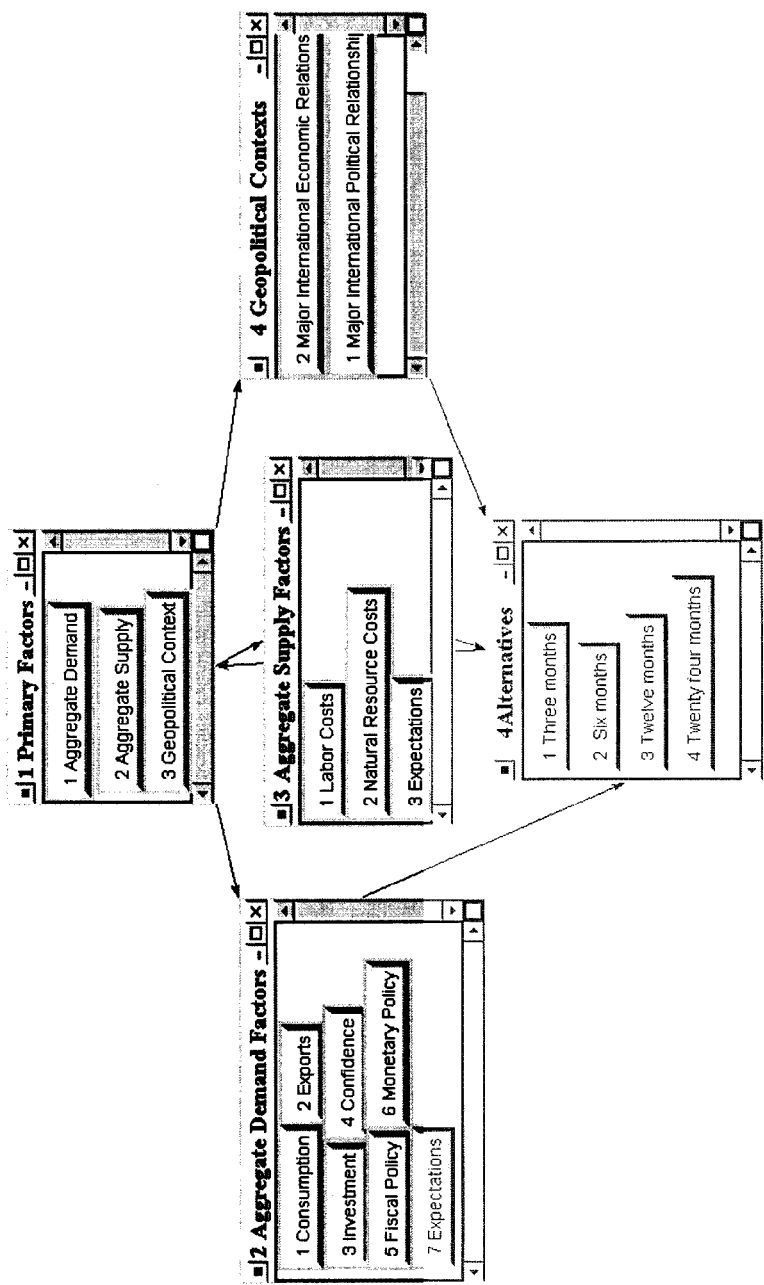 1 Primary Factors
1 Aggregate Demand
2 Aggregate Supply
3 Geopolitical Context
2 Aggregate Demand Factors
1 Consumption 2 Exports
3 Investment 4 Confidence
5 Fiscal Policy 6 Monetary Policy
7 Expectations
3 Aggregate Supply Factors
1 Labor Costs
2 Natural Resource Costs
3 Expectations
4 Geopolitical Contexts
2 Major International Economic Relations
1 Major International Political Relationshi
4Alternatives
1 Three months
2 Six months
3 Twelve months
4 Twenty four months